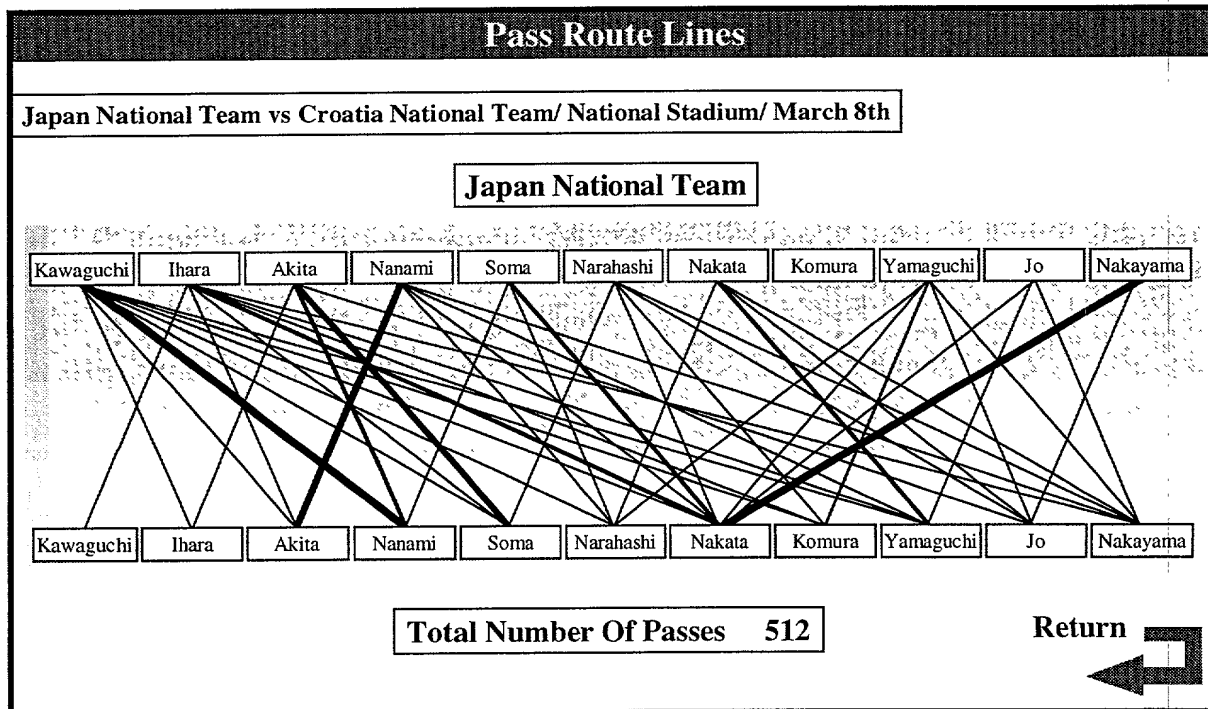 Pass Route Lines
Japan National Team vs Croatia National Team/ National Stadium/ March 8th
Japan National Team
Kawaguchi Ihara Akita Nanami Soma Narahashi Nakata Komura Yamaguchi Jo Nakayama
Kawaguchi Ihara Akita Nanami Soma Narahashi Nakata Komura Yamaguchi Jo Nakayama
Total Number Of Passes 512
Return